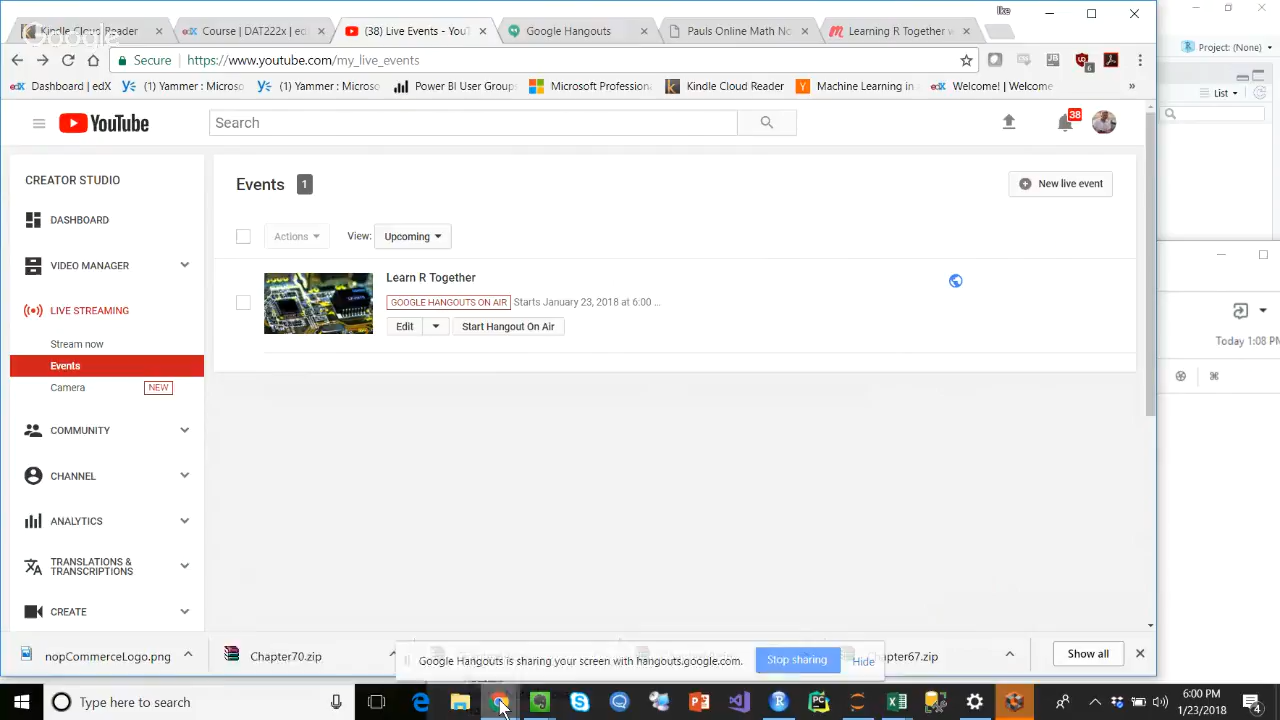 like
Kindle Cloud Reader
Course | DAT222x |
(38) Live Events - YouT
Google Hangouts
Pauls Online Math N
Learning R Together
Google
Secure
https://www.youtube.com/my_live_events
Project: (None)
Dashboard | ed
(1) Yammer : Micros
(1) Yammer : Micros
Power BI User Group
Microsoft Profession
Kindle Cloud Reader
Machine Learning in
Welcome | Welcome
»
List
YouTube
Search
38
CREATOR STUDIO
DASHBOARD
VIDEO MANAGER
LIVE STREAMING
Stream now
Events
Camera NEW
COMMUNITY
CHANNEL
ANALYTICS
TRANSLATIONS &
TRANSCRIPTIONS
CREATE
Events 1
New live event
Actions
View: Upcoming
Learn R Together
GOOGLE HANGOUTS ON AIR Starts January 23, 2018 at 6:00 ...
Edit
Start Hangout On Air
Today 1:08 PM
nopCommerceLogo.png
Chapter70.zip
Chapter67.zip
Show all
Google Hangouts is sharing your screen with hangouts.google.com.
Stop sharing
Hide
Type here to search
6:00 PM
1/23/2018
4